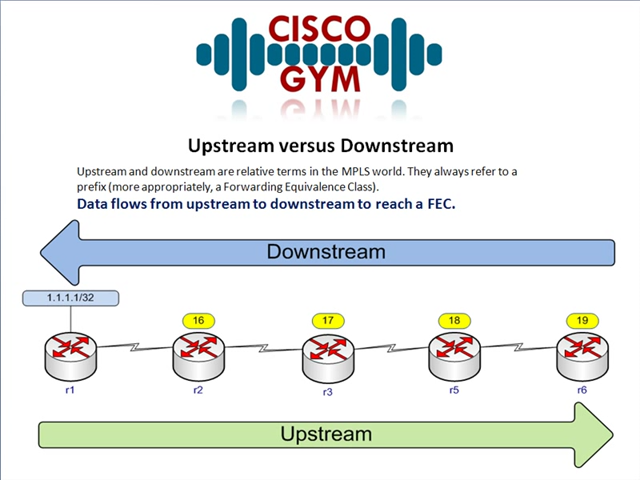 CISCO
GYM
Upstream versus Downstream
Upstream and downstream are relative terms in the MPLS world. They always refer to a
prefix (more appropriately, a Forwarding Equivalence Class).
Data flows from upstream to downstream to reach a FEC.
Downstream
1.1.1.1/32
16 17 18 19
r1 r2 r3 r5 r6
Upstream